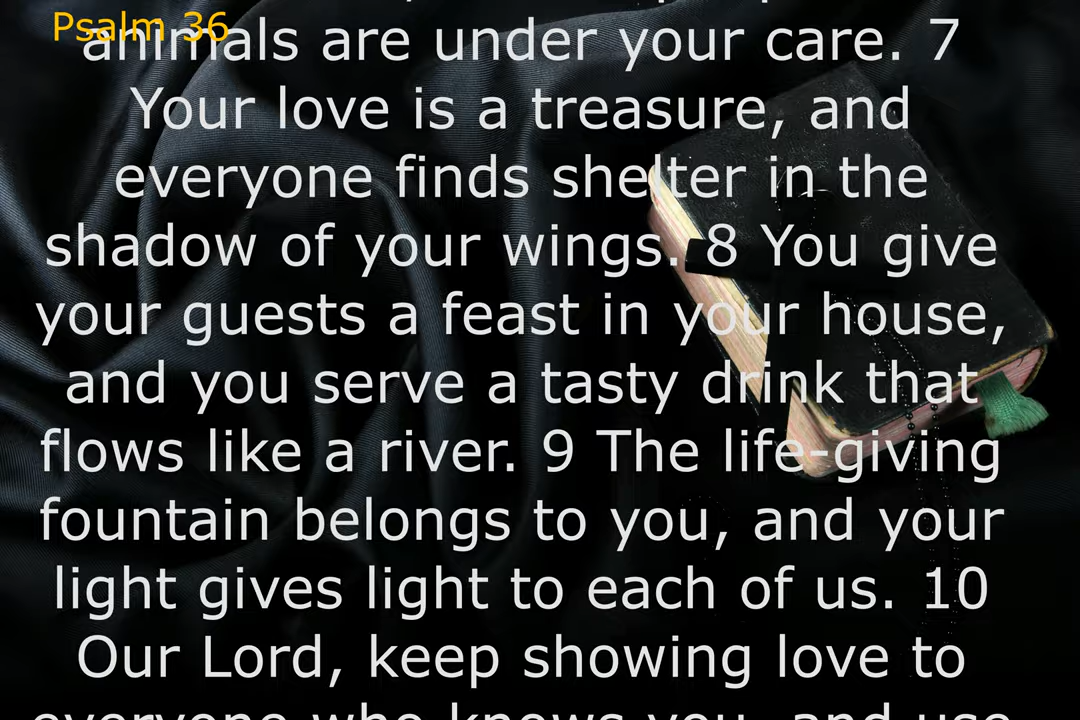 Psalm 36
animals are under your care. 7
Your love is a treasure, and
everyone finds shelter in the
shadow of your wings. 8 You give
your guests a feast in your house,
and you serve a tasty drink that
flows like a river. 9 The life-giving
fountain belongs to you, and your
light gives light to each of us. 10
Our Lord, keep showing love to
everyone who knows you, and use